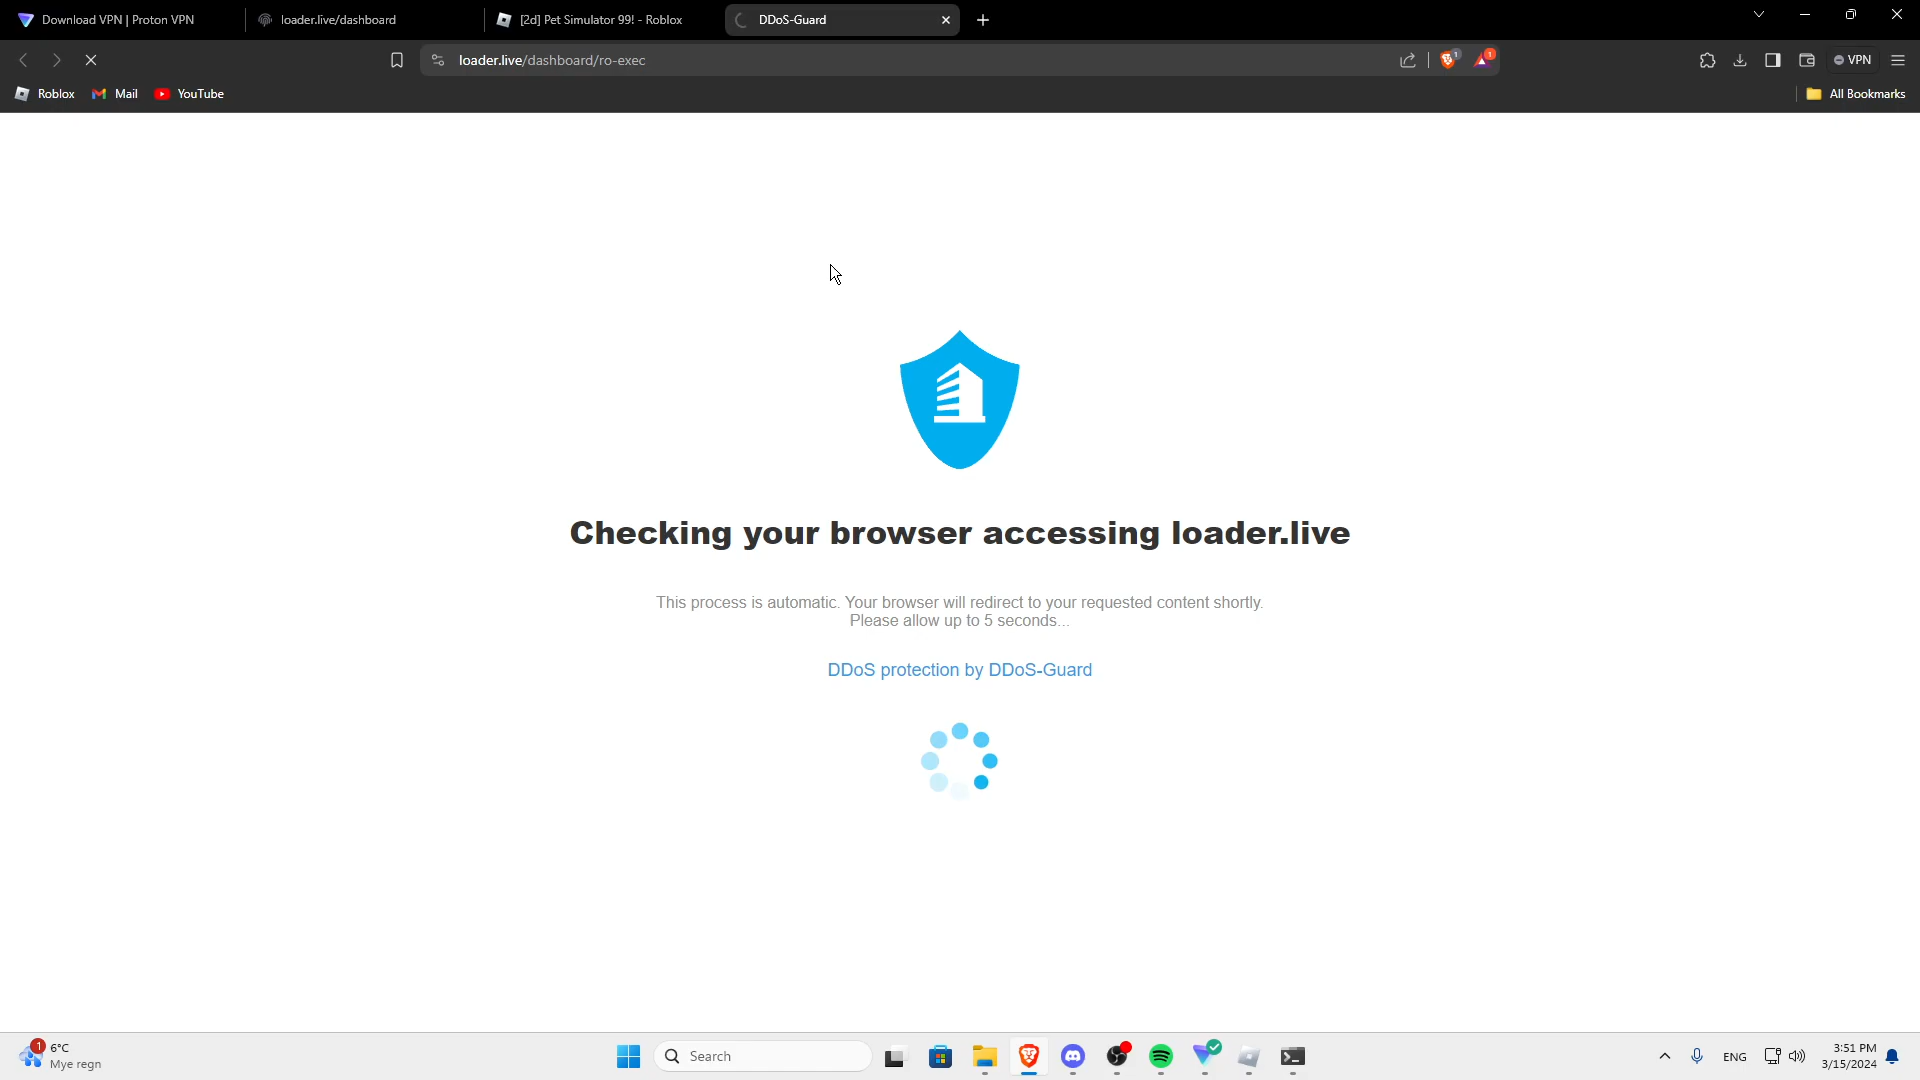 Download VPN | Proton VPN
loader.live/dashboard
[2d] Pet Simulator 99! - Roblox
DDoS-Guard
loader.live/dashboard/ro-exec
1
1
VPN
Roblox
Mail
YouTube
All Bookmarks
Checking your browser accessing loader.live
This process is automatic. Your browser will redirect to your requested content shortly.
Please allow up to 5 seconds...
DDoS protection by DDoS-Guard
1
6°C
Mye regn
Search
ENG
3:51 PM
3/15/2024